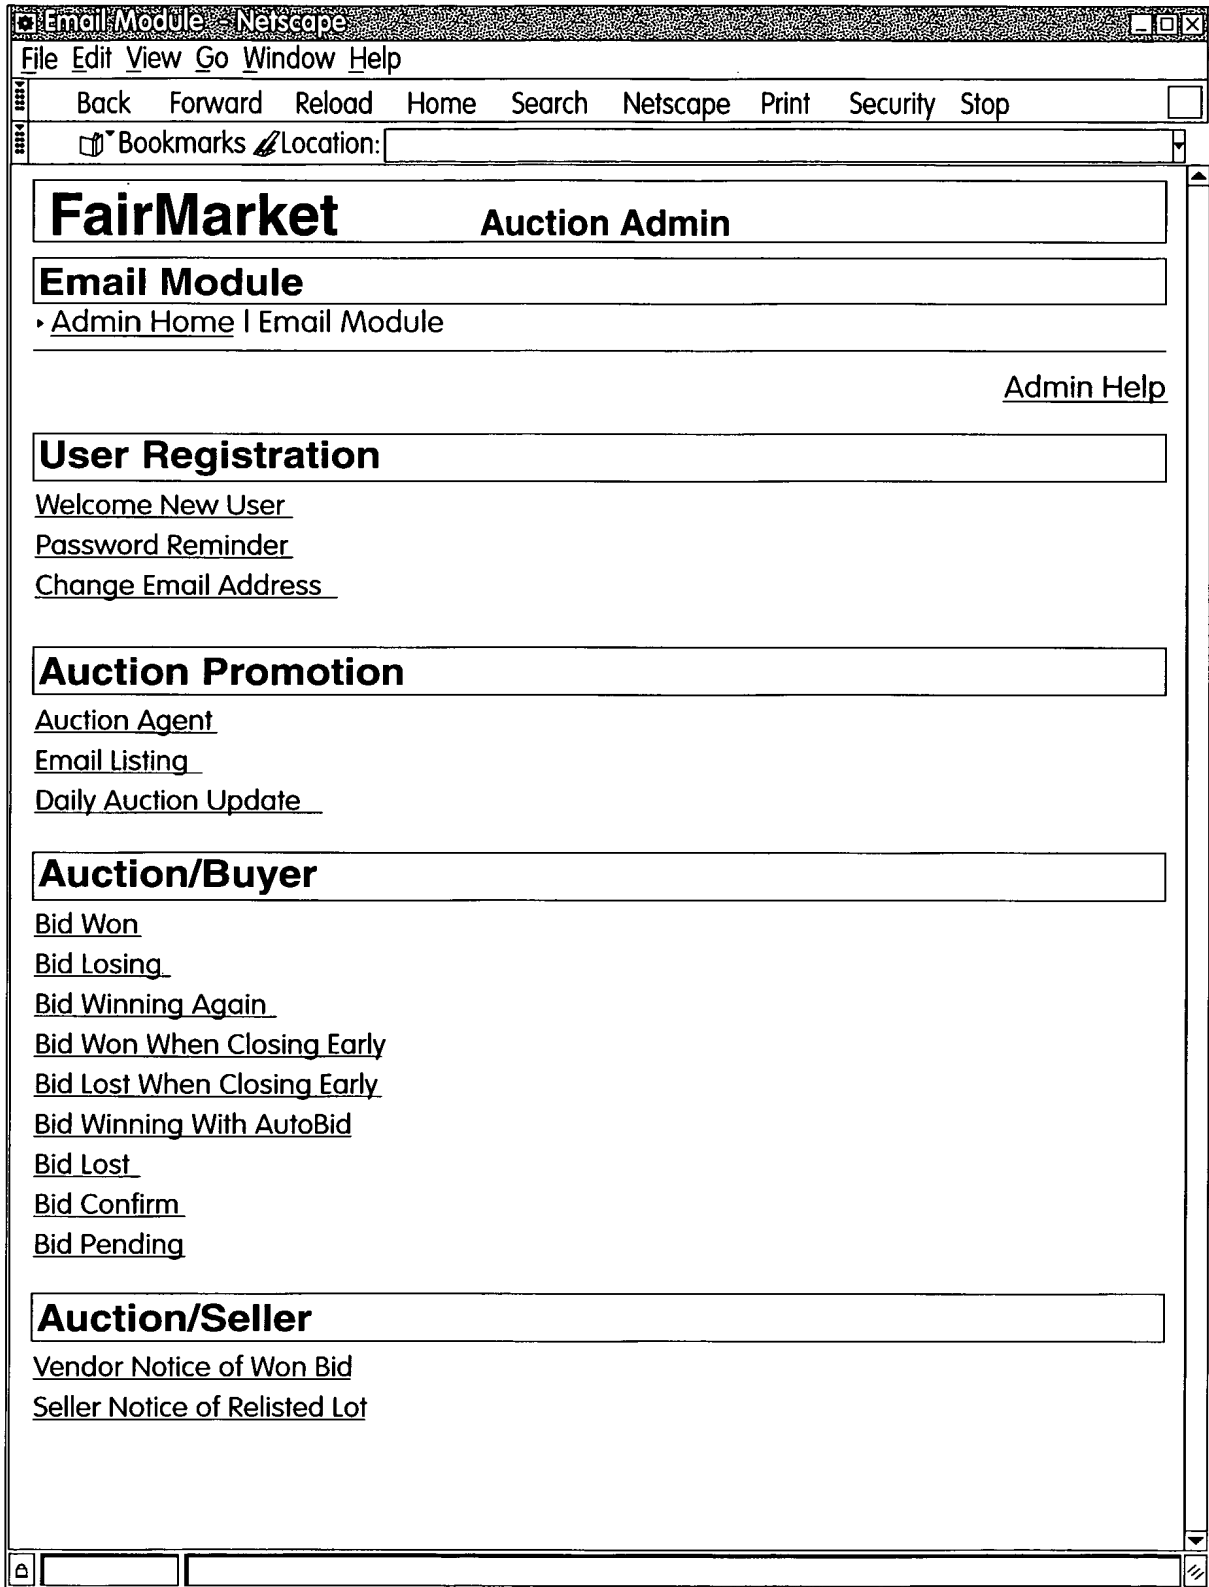 Email Module - Netscape
File Edit View Go Window Help
Back Forward Reload Home Search Netscape Print Security Stop
Bookmarks Location:
FairMarket Auction Admin
Email Module
Admin Home | Email Module
Admin Help
User Registration
Welcome New User
Password Reminder
Change Email Address
Auction Promotion
Auction Agent
Email Listing
Daily Auction Update
Auction/Buyer
Bid Won
Bid Losing
Bid Winning Again
Bid Won When Closing Early
Bid Lost When Closing Early
Bid Winning With AutoBid
Bid Lost
Bid Confirm
Bid Pending
Auction/Seller
Vendor Notice of Won Bid
Seller Notice of Relisted Lot